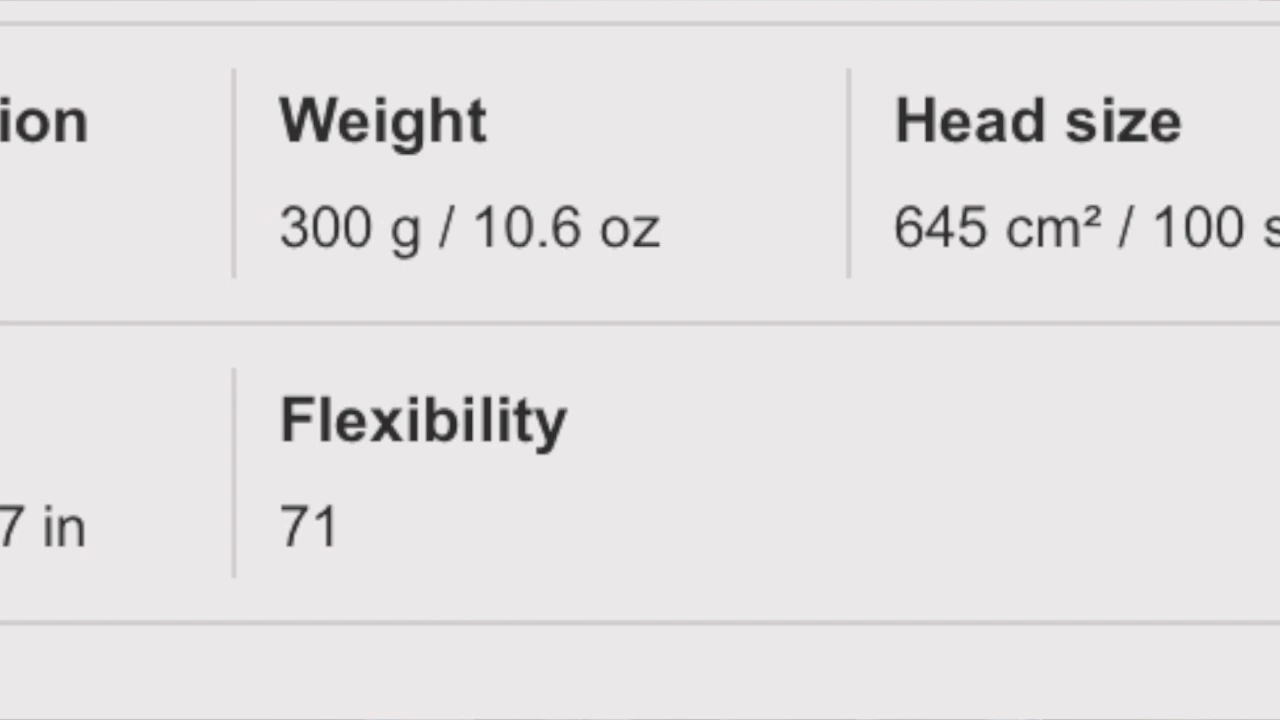 ion
Weight
Head size
300 g / 10.6 oz
645 cm² / 100 s
Flexibility
7 in
71